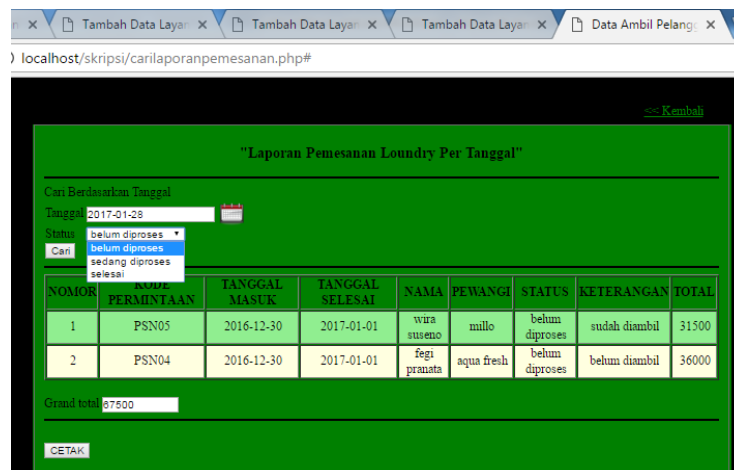 Tambah Data Layan
Tambah Data Layan
Tambah Data Layan
Data Ambil Pelangg
localhost/skripsi/carilaporanpemesanan.php#
<< Kembali
"Laporan Pemesanan Loundry Per Tanggal"
Cari Berdasarkan Tanggal
Tanggal 2017-01-28
Status belum diproses
belum diproses
sedang diproses
selesai
Cari
NOMOR KODE PERMINTAAN TANGGAL MASUK TANGGAL SELESAI NAMA PEWANGI STATUS KETERANGAN TOTAL
1 PSN05 2016-12-30 2017-01-01 wira suseno millo belum diproses sudah diambil 31500
2 PSN04 2016-12-30 2017-01-01 fegi pranata aqua fresh belum diproses belum diambil 36000
Grand total 67500
CETAK